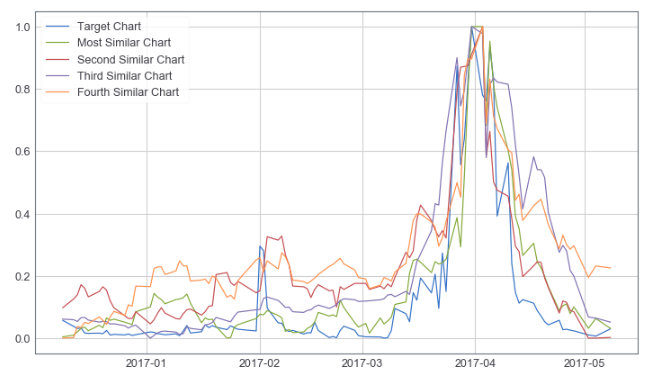 1.0
0.8
0.6
0.4
0.2
0.0
Target Chart
Most Similar Chart
Second Similar Chart
Third Similar Chart
Fourth Similar Chart
2017-01
2017-02
2017-03
2017-04
2017-05